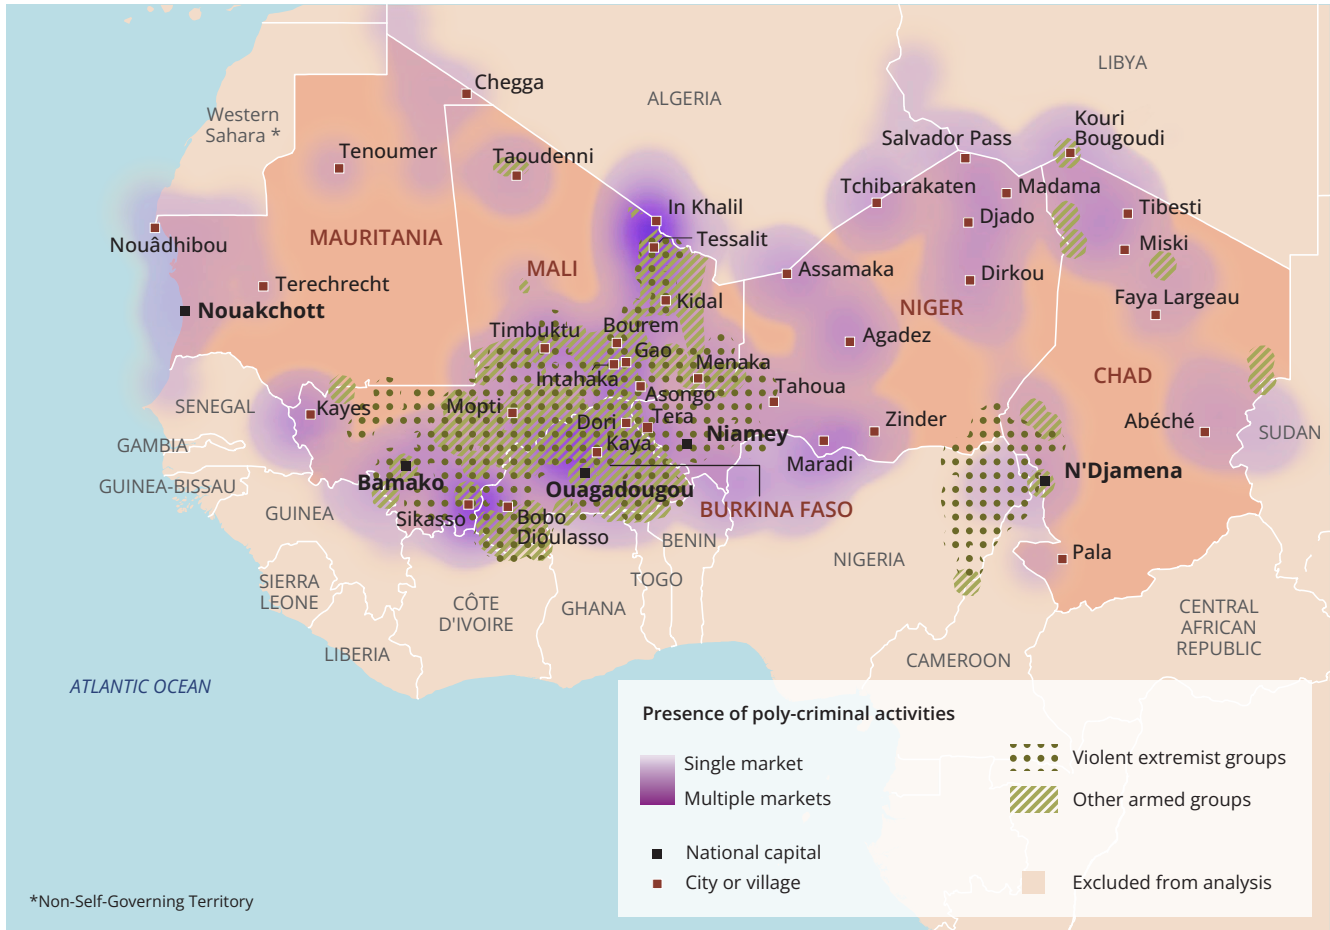 Chegga
LIBYA
ALGERIA
Western
Sahara *
Kouri
Bougoudi
Salvador Pass
Tenoumer
Taoudenni
Tchibarakaten
Madama
In Khalil
Tibesti
Djado
Nouâdhibou
MAURITANIA
Tessalit
Miski
MALI
Assamaka
Dirkou
Terechrecht
Kidal
Faya Largeau
NIGER
Nouakchott
Timbuktu
Bourem
Agadez
Gao
Menaka
Intahaka
CHAD
Tahoua
Asongo
SENEGAL
Kayes
Mopti
Dori
Tera
Zinder
Abéché
Niamey
SUDAN
GAMBIA
Kaya
Maradi
N'Djamena
Bamako
GUINEA-BISSAU
Ouagadougou
BURKINA FASO
GUINEA
Sikasso
Bobo
Dioulasso
BENIN
Pala
NIGERIA
TOGO
SIERRA
LEONE
CÔTE
D'IVOIRE
GHANA
CENTRAL
AFRICAN
REPUBLIC
LIBERIA
CAMEROON
ATLANTIC OCEAN
Presence of poly-criminal activities
Single market
Multiple markets
National capital
City or village
Violent extremist groups
Other armed groups
Excluded from analysis
*Non-Self-Governing Territory